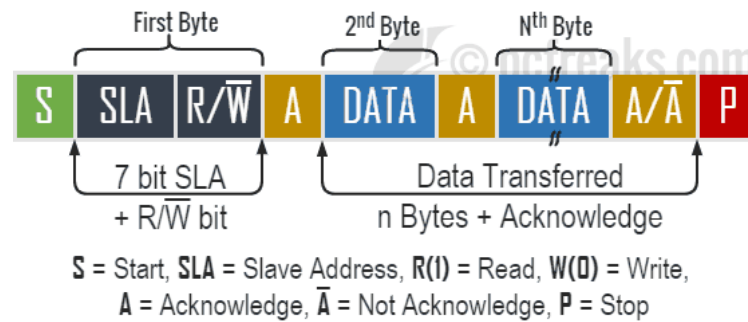 First Byte 2nd Byte Nth Byte
S SLA R/W̅ A DATA A DATA A/A̅ P
7 bit SLA
+ R/W̅ bit
Data Transferred
n Bytes + Acknowledge
S = Start, SLA = Slave Address, R(1) = Read, W(0) = Write,
A = Acknowledge, A̅ = Not Acknowledge, P = Stop